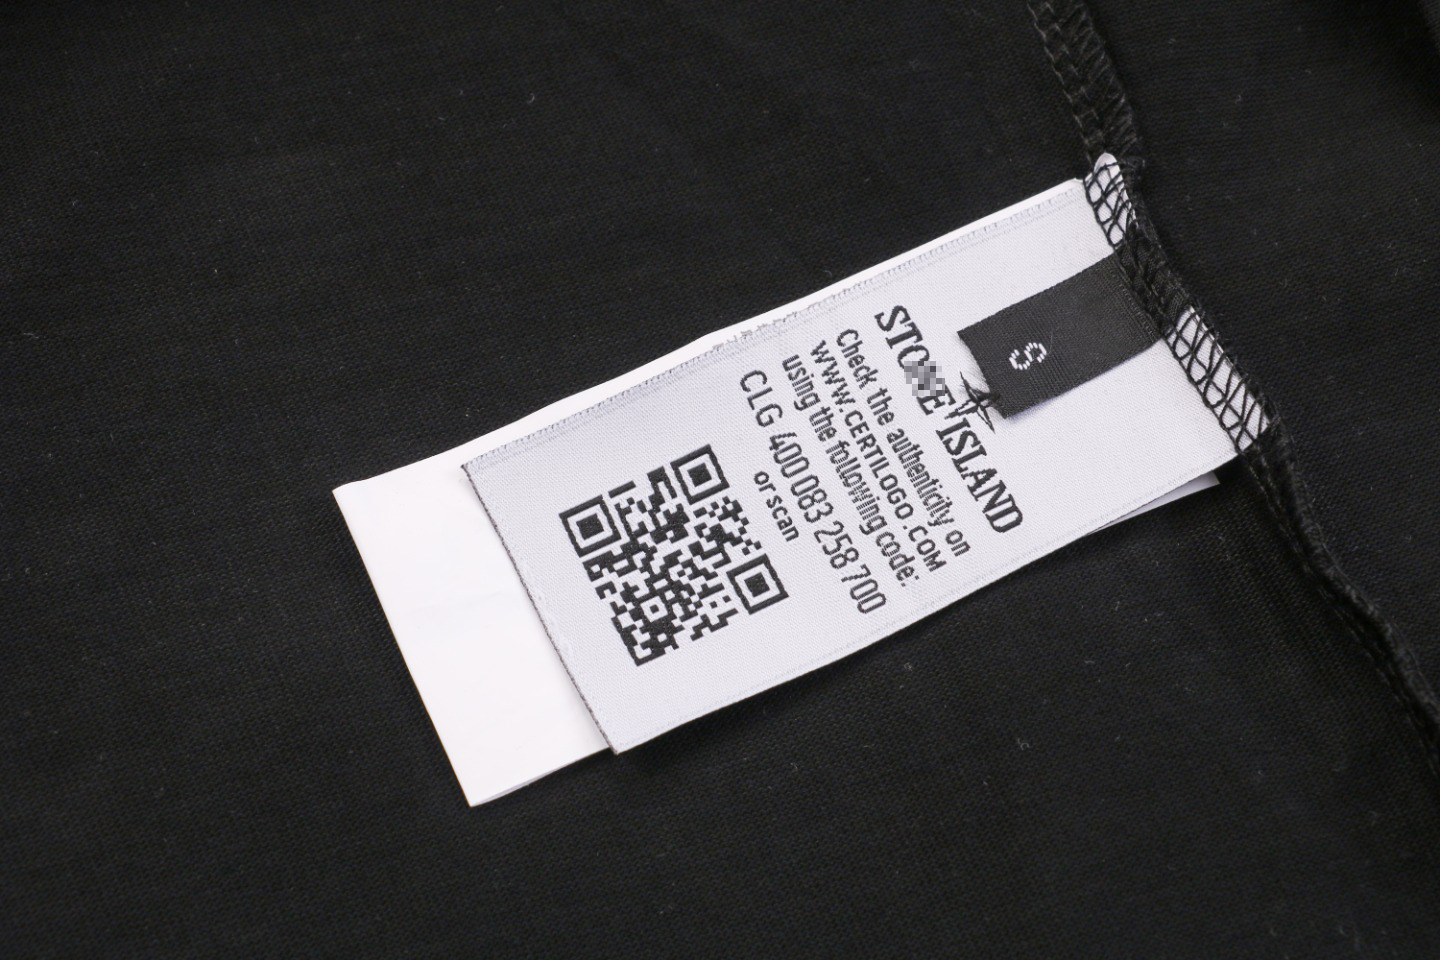 S
STONE ISLAND
Check the authenticity on
WWW.CERTILOGO.COM
using the following code:
CLG 400 083 258 700
or scan